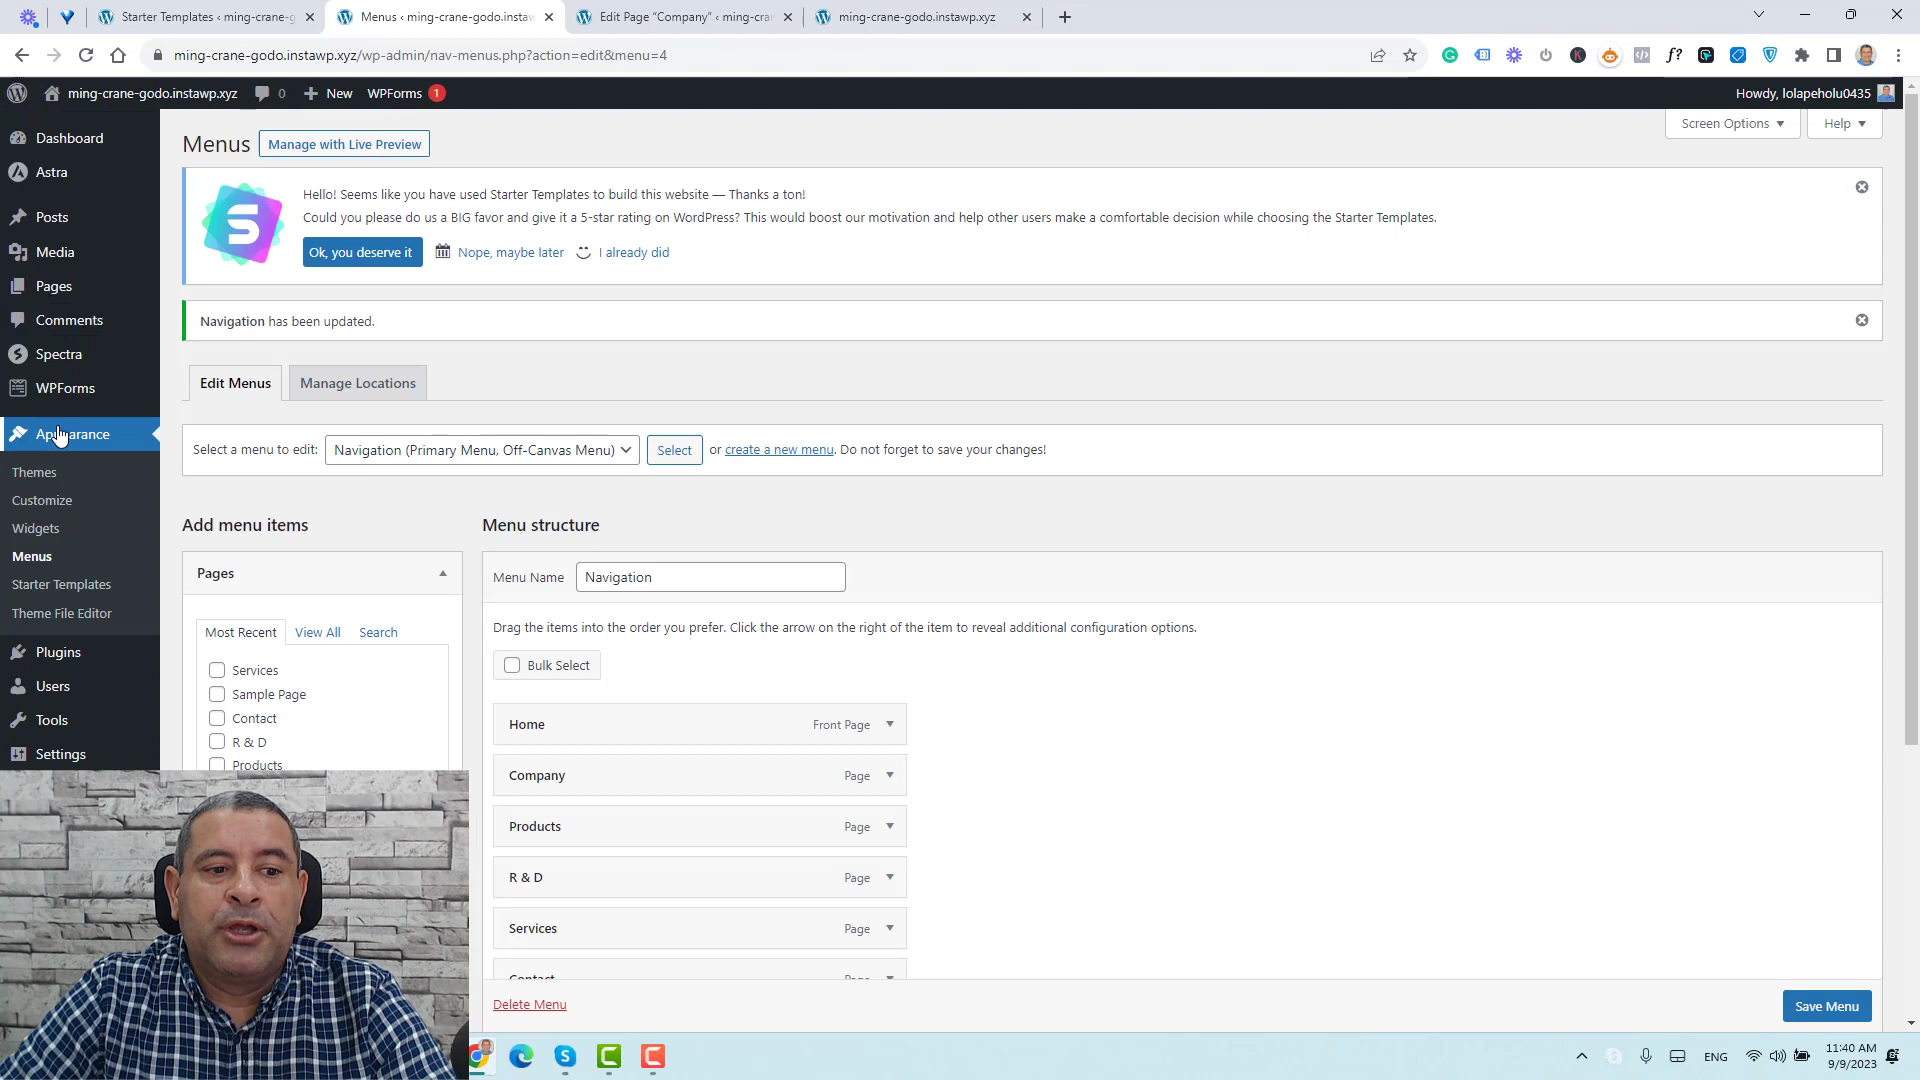 Starter Templates ‹ ming-crane-g
Menus ‹ ming-crane-godo.instaw
Edit Page "Company" ‹ ming-cra
ming-crane-godo.instawp.xyz
ming-crane-godo.instawp.xyz/wp-admin/nav-menus.php?action=edit&menu=4
ming-crane-godo.instawp.xyz
0
New
WPForms
1
Howdy, lolapeholu0435
Dashboard
Astra
Posts
Media
Pages
Comments
Spectra
WPForms
Appearance
Themes
Customize
Widgets
Menus
Starter Templates
Theme File Editor
Plugins
Users
Tools
Settings
Screen Options
Help
Menus
Manage with Live Preview
Hello! Seems like you have used Starter Templates to build this website — Thanks a ton!
Could you please do us a BIG favor and give it a 5-star rating on WordPress? This would boost our motivation and help other users make a comfortable decision while choosing the Starter Templates.
Ok, you deserve it
Nope, maybe later
I already did
Navigation has been updated.
Edit Menus
Manage Locations
Select a menu to edit:
Navigation (Primary Menu, Off-Canvas Menu)
Select
or create a new menu. Do not forget to save your changes!
Add menu items
Pages
Most Recent
View All
Search
Services
Sample Page
Contact
R & D
Products
Menu structure
Menu Name
Navigation
Drag the items into the order you prefer. Click the arrow on the right of the item to reveal additional configuration options.
Bulk Select
Home
Front Page
Company
Page
Products
Page
R & D
Page
Services
Page
Contact
Page
Delete Menu
Save Menu
ENG
11:40 AM
9/9/2023